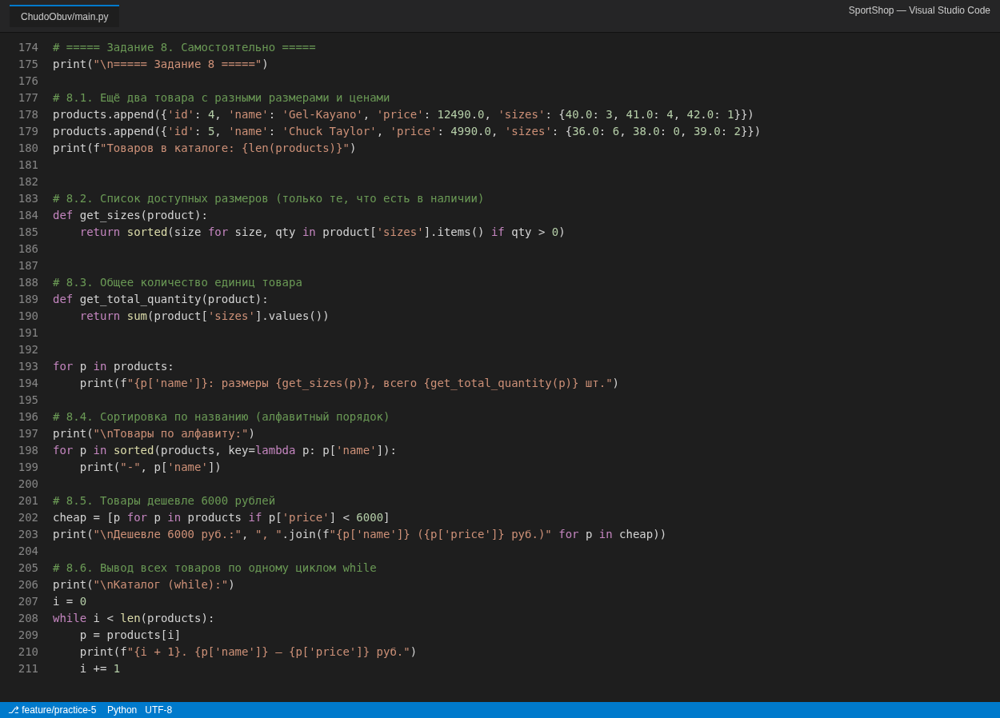 ChudoObuv/main.py
SportShop — Visual Studio Code
174 # ===== Задание 8. Самостоятельно =====
175 print("\n===== Задание 8 =====")
176
177 # 8.1. Ещё два товара с разными размерами и ценами
178 products.append({'id': 4, 'name': 'Gel-Kayano', 'price': 12490.0, 'sizes': {40.0: 3, 41.0: 4, 42.0: 1}})
179 products.append({'id': 5, 'name': 'Chuck Taylor', 'price': 4990.0, 'sizes': {36.0: 6, 38.0: 0, 39.0: 2}})
180 print(f"Товаров в каталоге: {len(products)}")
181
182
183 # 8.2. Список доступных размеров (только те, что есть в наличии)
184 def get_sizes(product):
185     return sorted(size for size, qty in product['sizes'].items() if qty > 0)
186
187
188 # 8.3. Общее количество единиц товара
189 def get_total_quantity(product):
190     return sum(product['sizes'].values())
191
192
193 for p in products:
194     print(f"{p['name']}: размеры {get_sizes(p)}, всего {get_total_quantity(p)} шт.")
195
196 # 8.4. Сортировка по названию (алфавитный порядок)
197 print("\nТовары по алфавиту:")
198 for p in sorted(products, key=lambda p: p['name']):
199     print("-", p['name'])
200
201 # 8.5. Товары дешевле 6000 рублей
202 cheap = [p for p in products if p['price'] < 6000]
203 print("\nДешевле 6000 руб.:", ", ".join(f"{p['name']} ({p['price']} руб.)" for p in cheap))
204
205 # 8.6. Вывод всех товаров по одному циклом while
206 print("\nКаталог (while):")
207 i = 0
208 while i < len(products):
209     p = products[i]
210     print(f"{i + 1}. {p['name']} — {p['price']} руб.")
211     i += 1
⎇ feature/practice-5 Python UTF-8